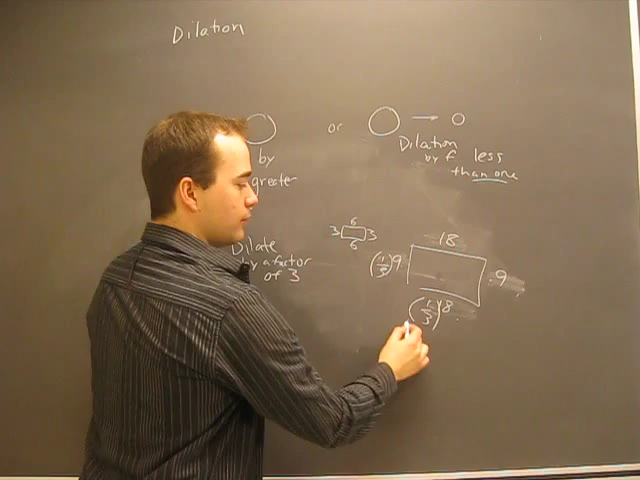 Dilation
or
by
greater
Dilation
by f less
than one
6
3 3
6
Dilate
by a factor
of 3
18
(1/3)9
9
(1/3)18